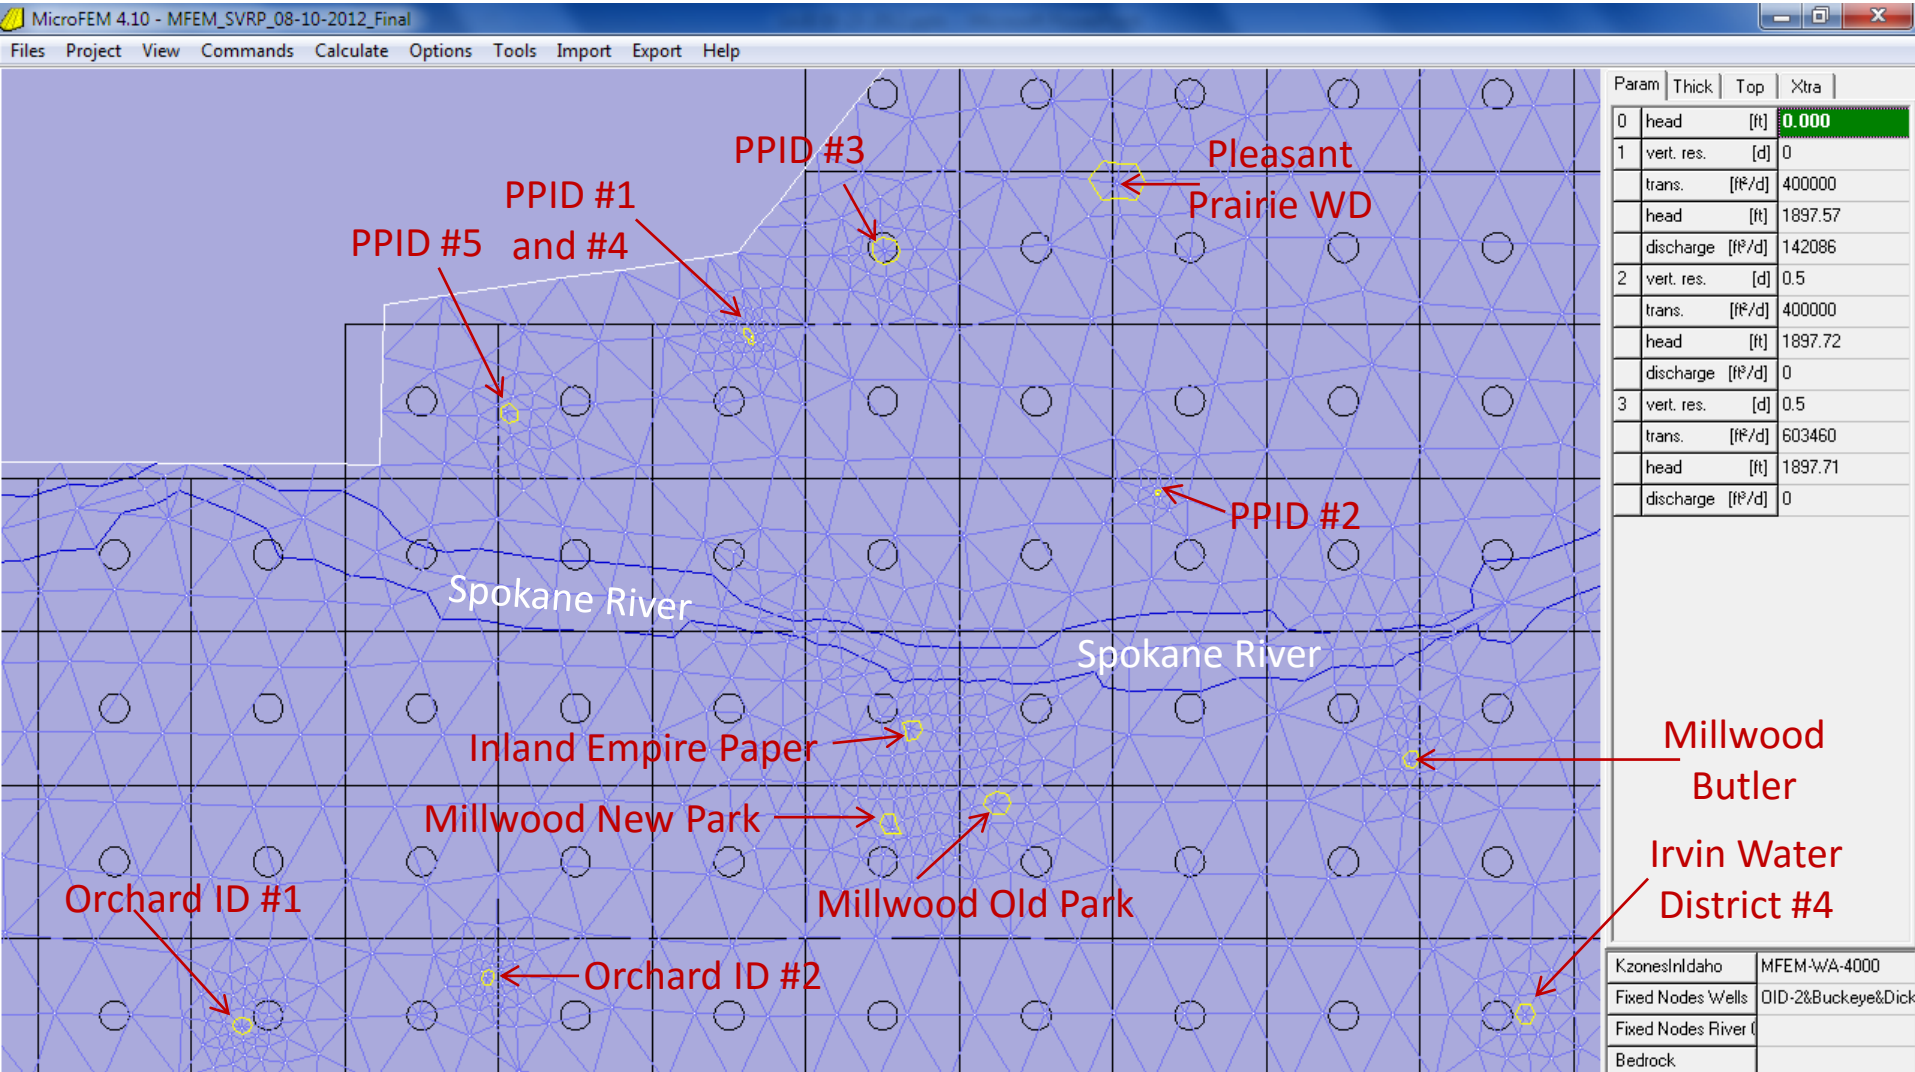 MicroFEM 4.10 - MFEM_SVRP_08-10-2012_Final
Files Project View Commands Calculate Options Tools Import Export Help
Param Thick Top Xtra
0 head [ft] 0.000
1 vert. res. [d] 0
trans. [ft²/d] 400000
head [ft] 1897.57
discharge [ft³/d] 142086
2 vert. res. [d] 0.5
trans. [ft²/d] 400000
head [ft] 1897.72
discharge [ft³/d] 0
3 vert. res. [d] 0.5
trans. [ft²/d] 603460
head [ft] 1897.71
discharge [ft³/d] 0
PPID #3
Pleasant
Prairie WD
PPID #1
and #4
PPID #5
PPID #2
Spokane River
Spokane River
Inland Empire Paper
Millwood
Butler
Millwood New Park
Millwood Old Park
Irvin Water
District #4
Orchard ID #1
Orchard ID #2
KzonesInIdaho MFEM-WA-4000
Fixed Nodes Wells OID-2&Buckeye&Dick
Fixed Nodes River (
Bedrock